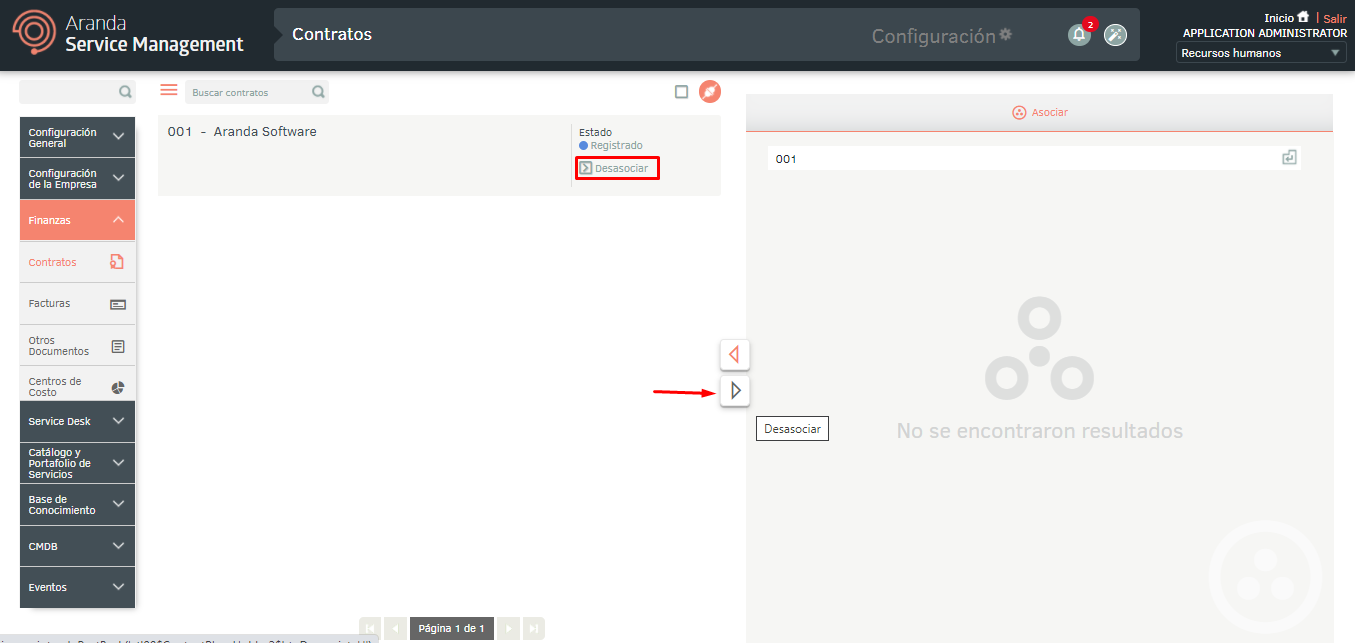 Aranda
Service Management
Contratos
Configuración
2
Inicio | Salir
APPLICATION ADMINISTRATOR
Recursos humanos
Buscar contratos
Configuración
General
Configuración
de la Empresa
Finanzas
Contratos
Facturas
Otros
Documentos
Centros de
Costo
Service Desk
Catálogo y
Portafolio de
Servicios
Base de
Conocimiento
CMDB
Eventos
001 - Aranda Software
Estado
Registrado
Desasociar
Página 1 de 1
Asociar
001
Desasociar
No se encontraron resultados